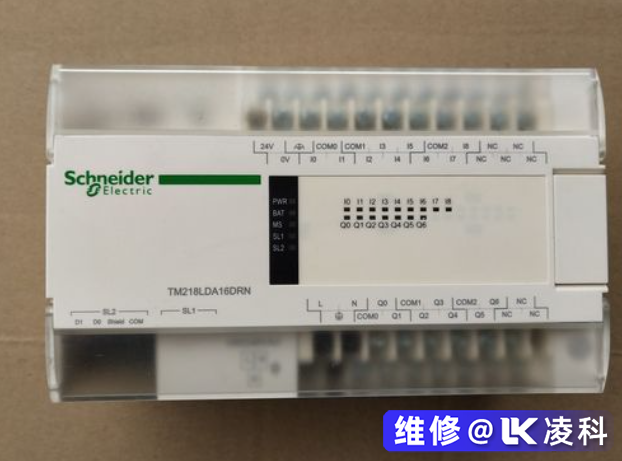 24V COM0 COM1 I3 I5 COM2 I8 NC NC
0V I0 I1 I2 I4 I6 I7 NC NC NC
Schneider
Electric
PWR
BAT
MS
SL1
SL2
I0 I1 I2 I3 I4 I5 I6 I7 I8
Q0 Q1 Q2 Q3 Q4 Q5 Q6
TM218LDA16DRN
SL2 SL1
D1 D0 Shield COM
L N Q0 COM1 Q3 COM2 Q6 NC
COM0 Q1 Q2 Q4 Q5 NC NC
维修@LK凌科